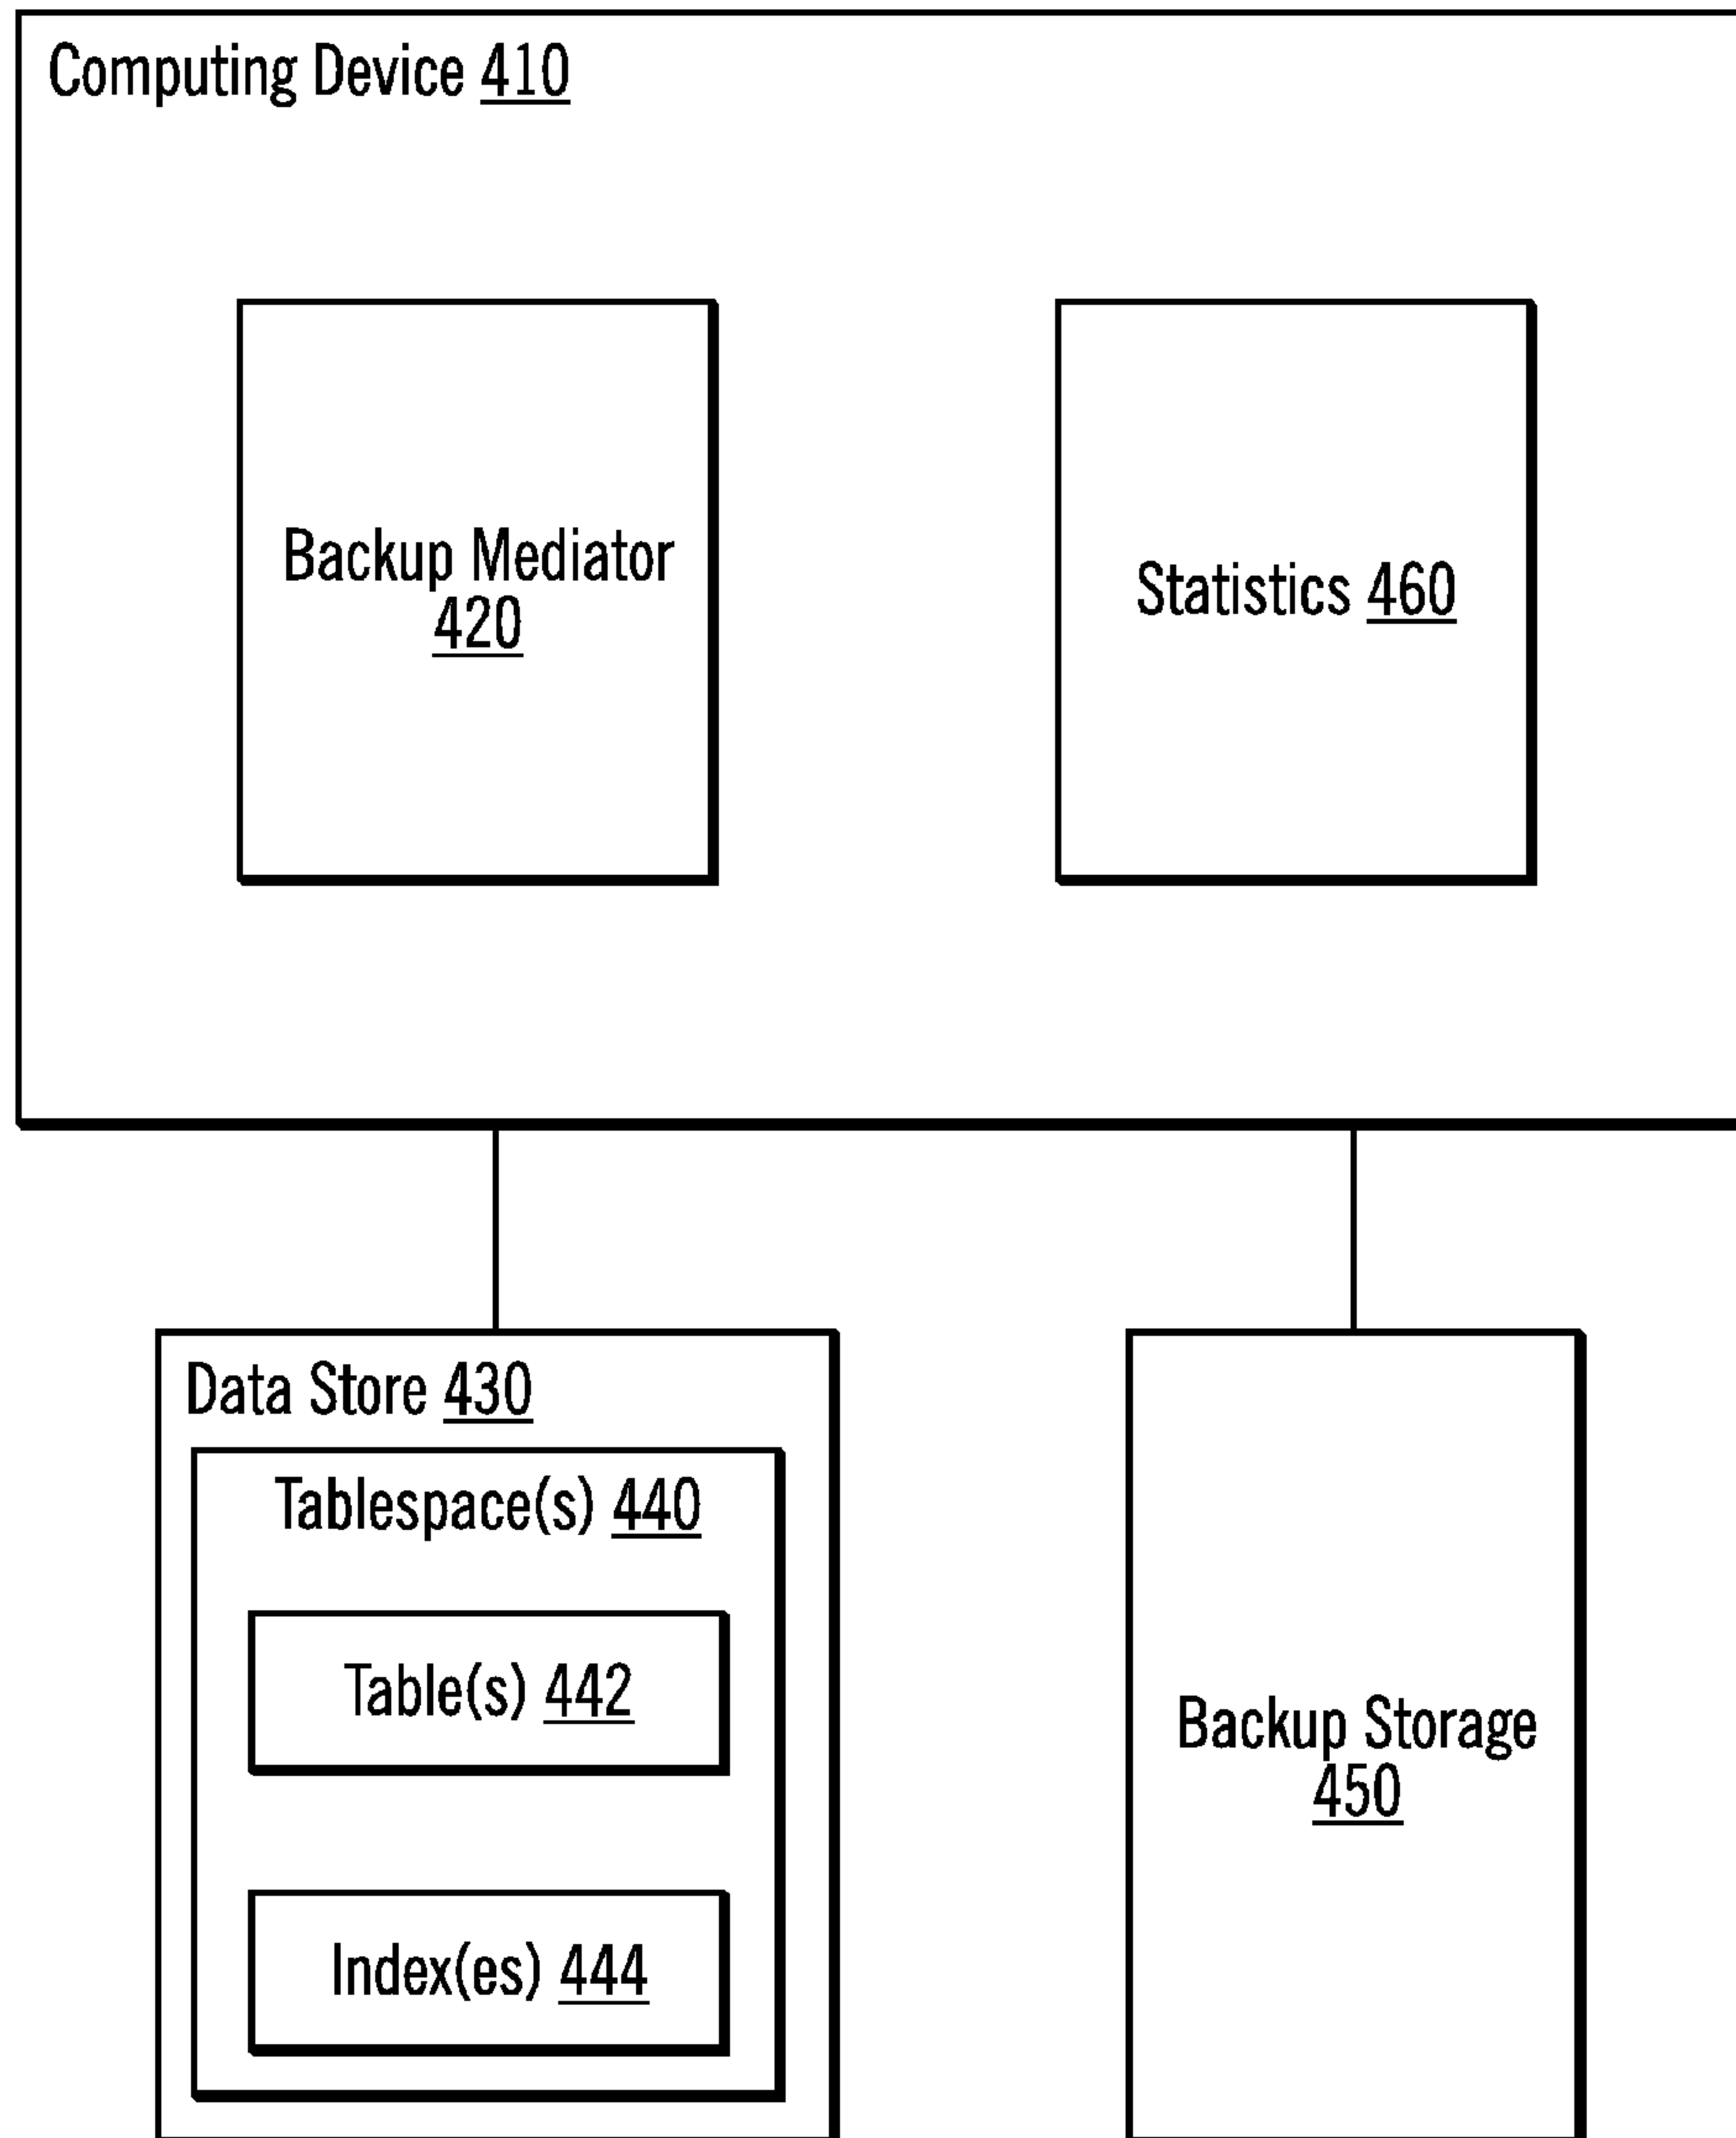 Computing Device 410
Backup Mediator
420
Statistics 460
Data Store 430
Tablespace(s) 440
Table(s) 442
Index(es) 444
Backup Storage
450